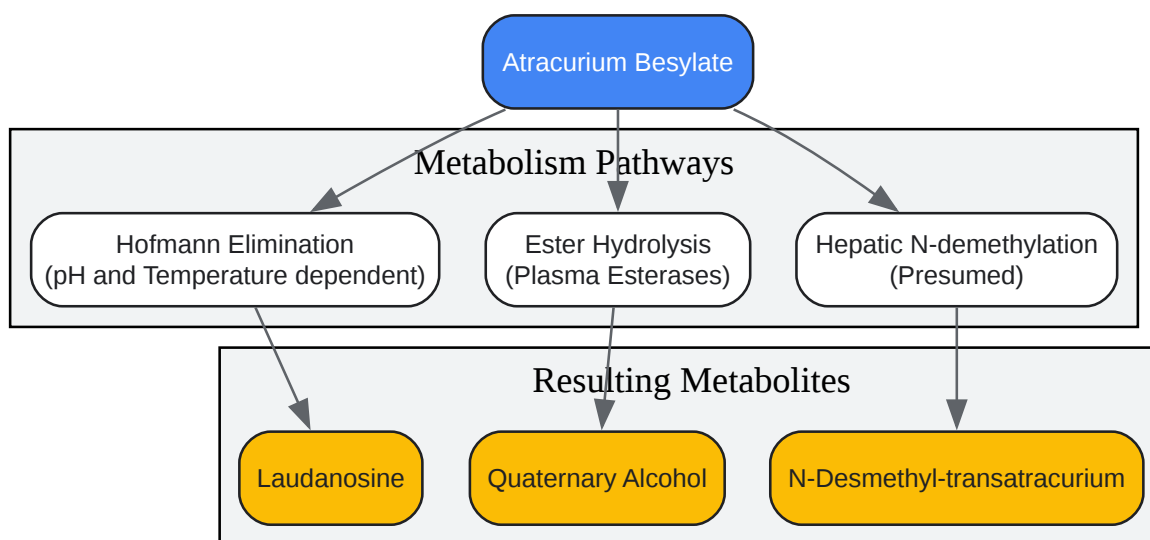 Atracurium Besylate
Metabolism Pathways
Hofmann Elimination
(pH and Temperature dependent)
Ester Hydrolysis
(Plasma Esterases)
Hepatic N-demethylation
(Presumed)
Resulting Metabolites
Laudanosine
Quaternary Alcohol
N-Desmethyl-transatracurium